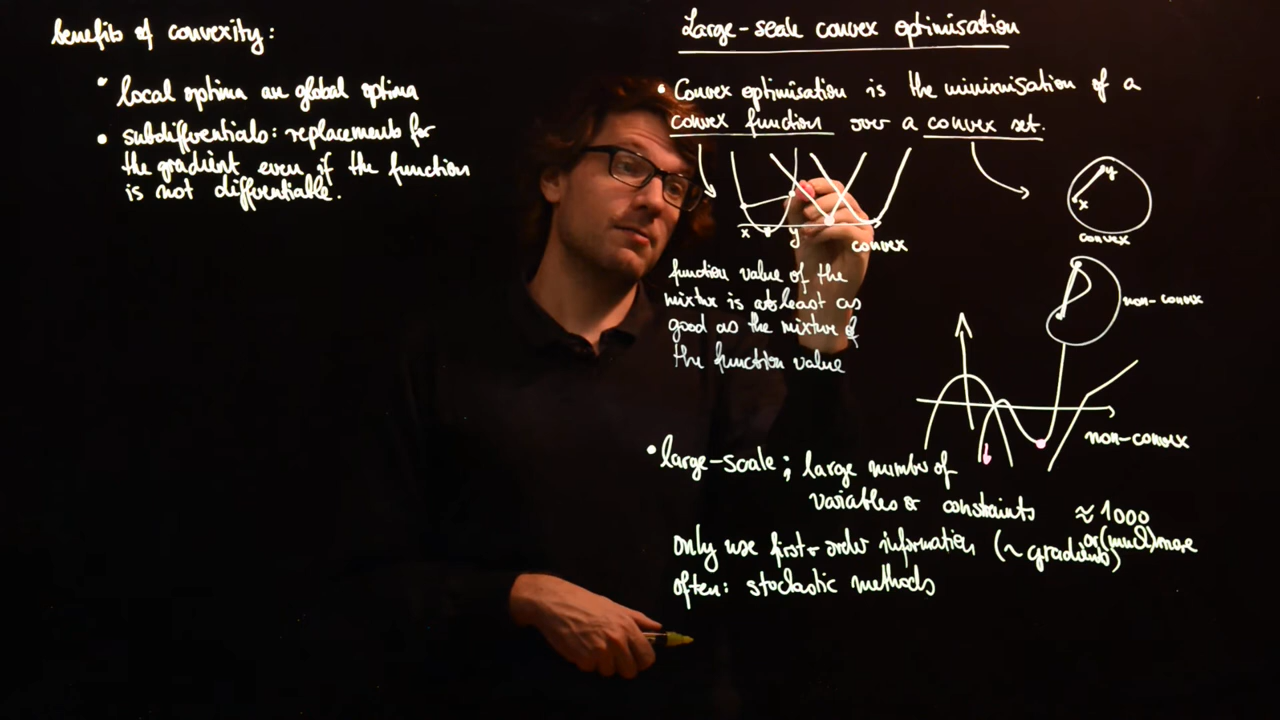 benefits of convexity:
• local optima are global optima
• subdifferentials: replacements for
the gradient even if the function
is not differentiable.
Large-scale convex optimisation
• Convex optimisation is the minimisation of a
convex function over a convex set.
x y convex
x y
convex
non-convex
function value of the
mixture is at least as
good as the mixture of
the function value
non-convex
• large-scale: large number of
variables or constraints ≈ 1000
or (much) more
only use first-order information (~ gradients)
often: stochastic methods